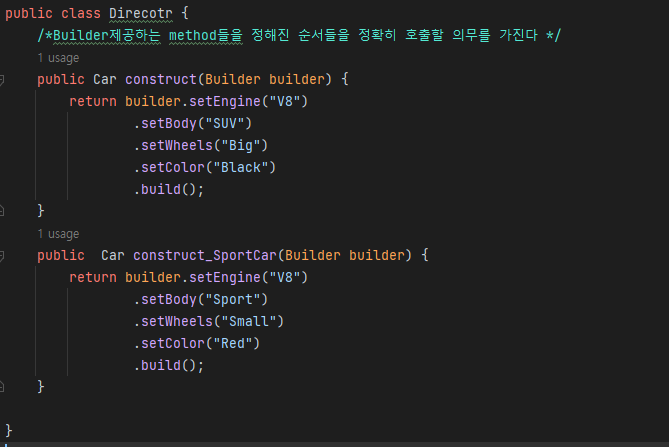 public class Direcotr {
/*Builder제공하는 method들을 정해진 순서들을 정확히 호출할 의무를 가진다 */
1 usage
public Car construct(Builder builder) {
return builder.setEngine("V8")
.setBody("SUV")
.setWheels("Big")
.setColor("Black")
.build();
}
1 usage
public  Car construct_SportCar(Builder builder) {
return builder.setEngine("V8")
.setBody("Sport")
.setWheels("Small")
.setColor("Red")
.build();
}
}